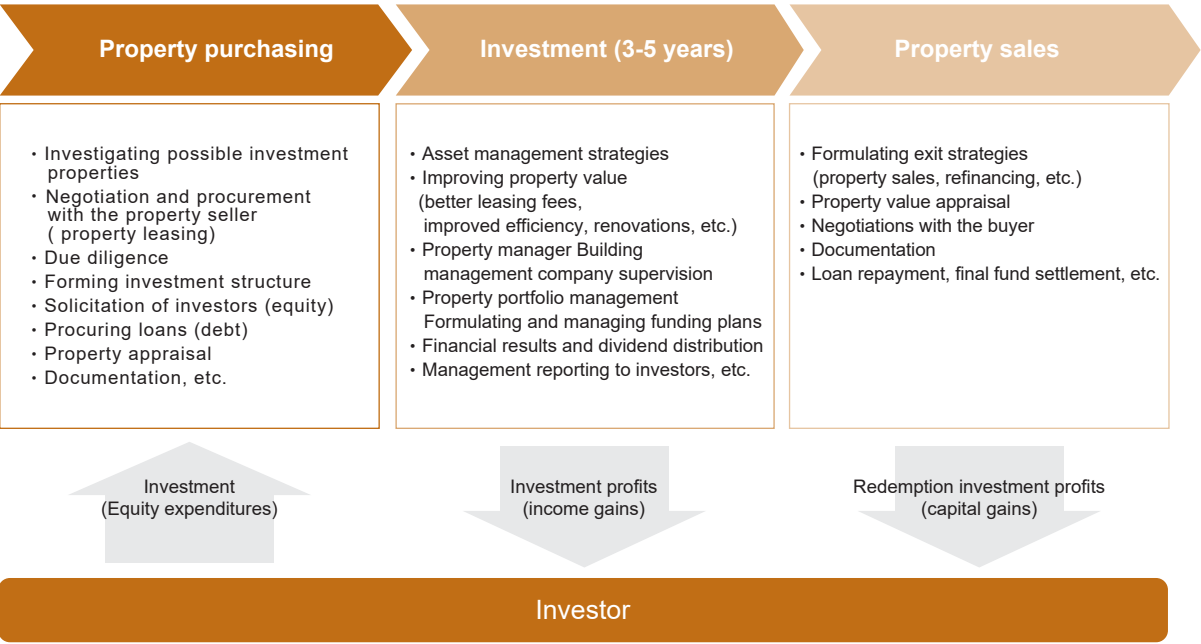 Property purchasing
Investment (3-5 years)
Property sales
・Investigating possible investment
properties
・Negotiation and procurement
with the property seller
( property leasing)
・Due diligence
・Forming investment structure
・Solicitation of investors (equity)
・Procuring loans (debt)
・Property appraisal
・Documentation, etc.
・Asset management strategies
・Improving property value
(better leasing fees,
improved efficiency, renovations, etc.)
・Property manager Building
management company supervision
・Property portfolio management
Formulating and managing funding plans
・Financial results and dividend distribution
・Management reporting to investors, etc.
・Formulating exit strategies
(property sales, refinancing, etc.)
・Property value appraisal
・Negotiations with the buyer
・Documentation
・Loan repayment, final fund settlement, etc.
Investment
(Equity expenditures)
Investment profits
(income gains)
Redemption investment profits
(capital gains)
Investor